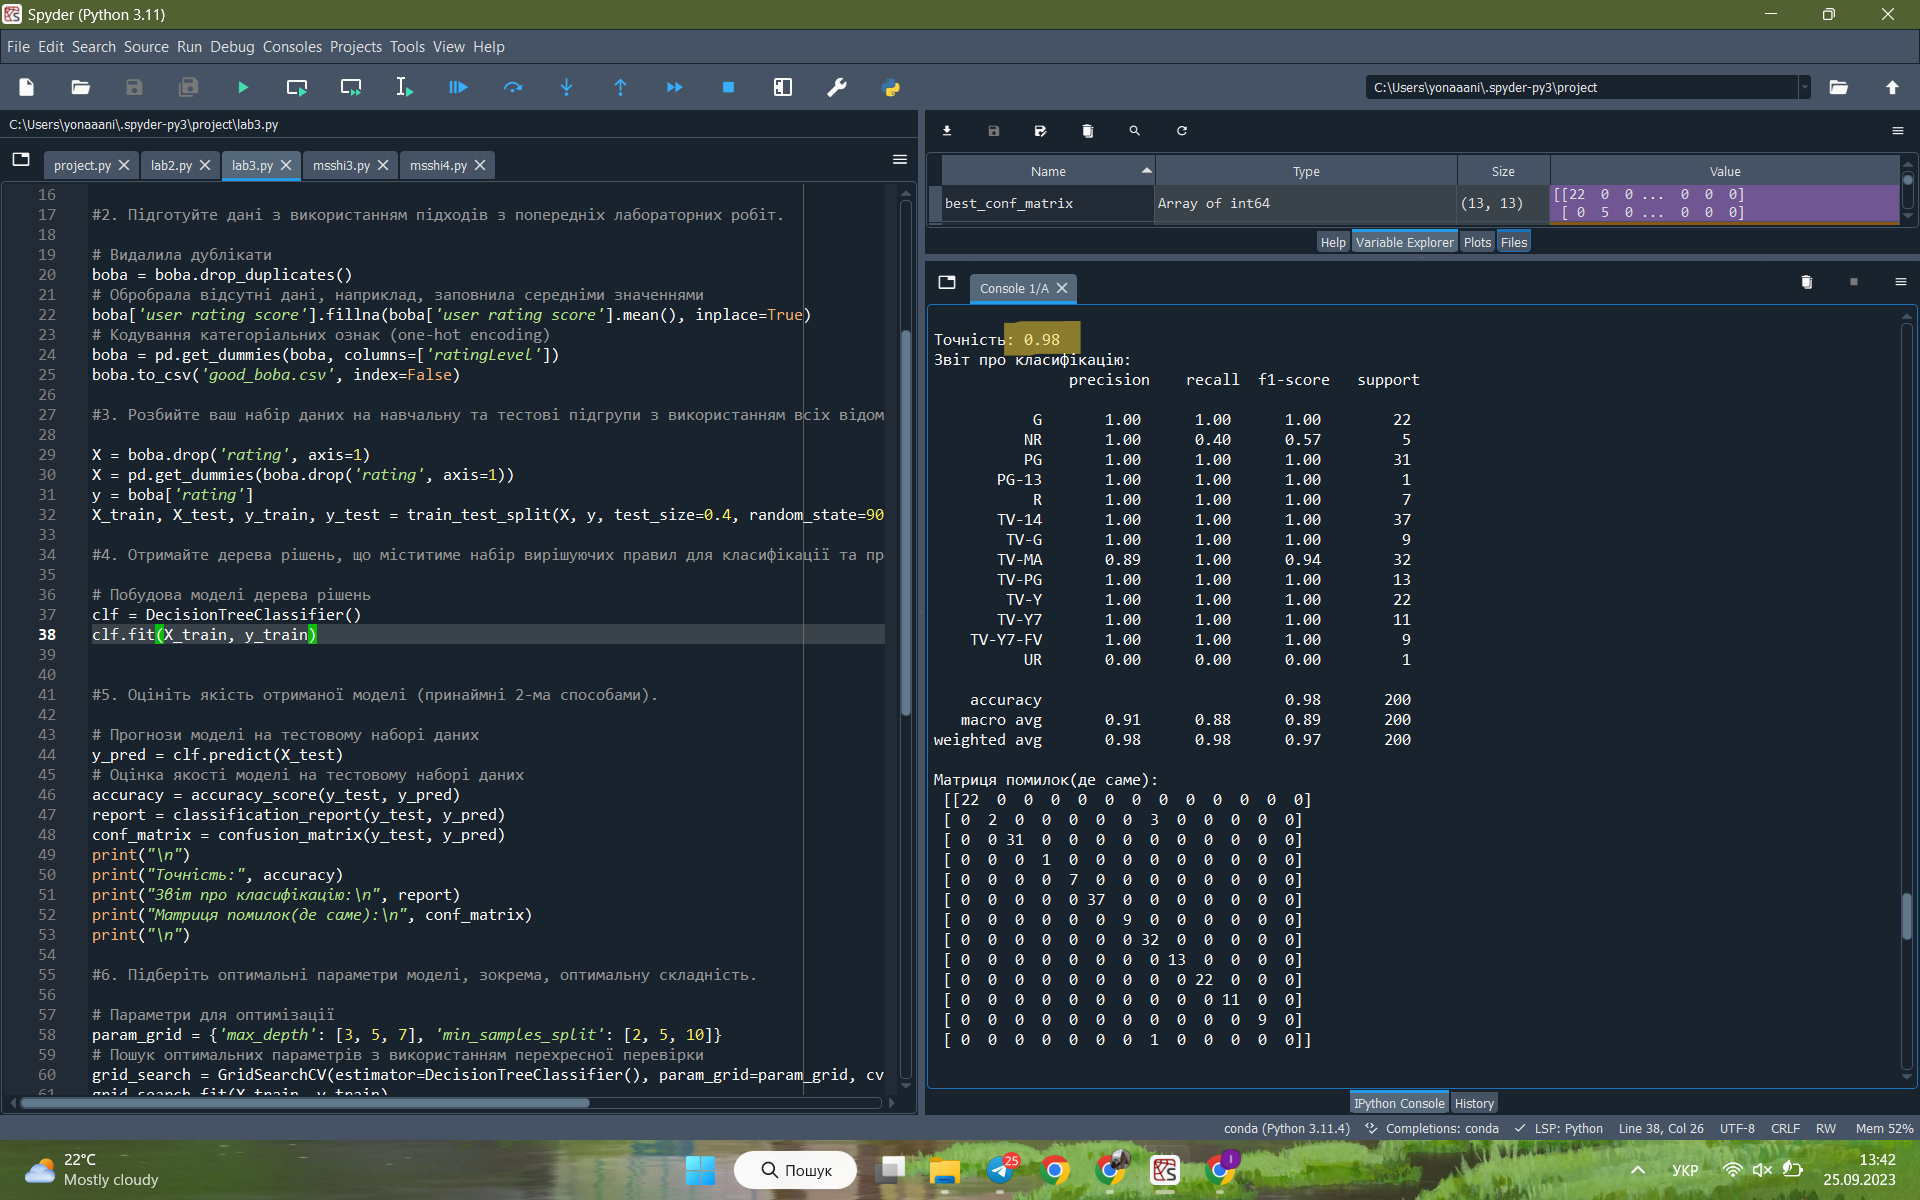 Spyder (Python 3.11)
File Edit Search Source Run Debug Consoles Projects Tools View Help
C:\Users\yonaaani\.spyder-py3\project
C:\Users\yonaaani\.spyder-py3\project\lab3.py
project.py lab2.py lab3.py msshi3.py msshi4.py
16
17 #2. Підготуйте дані з використанням підходів з попередніх лабораторних робіт.
18
19 # Видалила дублікати
20 boba = boba.drop_duplicates()
21 # Обробрала відсутні дані, наприклад, заповнила середніми значеннями
22 boba['user rating score'].fillna(boba['user rating score'].mean(), inplace=True)
23 # Кодування категоріальних ознак (one-hot encoding)
24 boba = pd.get_dummies(boba, columns=['ratingLevel'])
25 boba.to_csv('good_boba.csv', index=False)
26
27 #3. Розбийте ваш набір даних на навчальну та тестові підгрупи з використанням всіх відом
28
29 X = boba.drop('rating', axis=1)
30 X = pd.get_dummies(boba.drop('rating', axis=1))
31 y = boba['rating']
32 X_train, X_test, y_train, y_test = train_test_split(X, y, test_size=0.4, random_state=90
33
34 #4. Отримайте дерева рішень, що міститиме набір вирішуючих правил для класифікації та пр
35
36 # Побудова моделі дерева рішень
37 clf = DecisionTreeClassifier()
38 clf.fit(X_train, y_train)
39
40
41 #5. Оцініть якість отриманої моделі (принаймні 2-ма способами).
42
43 # Прогнози моделі на тестовому наборі даних
44 y_pred = clf.predict(X_test)
45 # Оцінка якості моделі на тестовому наборі даних
46 accuracy = accuracy_score(y_test, y_pred)
47 report = classification_report(y_test, y_pred)
48 conf_matrix = confusion_matrix(y_test, y_pred)
49 print("\n")
50 print("Точність:", accuracy)
51 print("Звіт про класифікацію:\n", report)
52 print("Матриця помилок(де саме):\n", conf_matrix)
53 print("\n")
54
55 #6. Підберіть оптимальні параметри моделі, зокрема, оптимальну складність.
56
57 # Параметри для оптимізації
58 param_grid = {'max_depth': [3, 5, 7], 'min_samples_split': [2, 5, 10]}
59 # Пошук оптимальних параметрів з використанням перехресної перевірки
60 grid_search = GridSearchCV(estimator=DecisionTreeClassifier(), param_grid=param_grid, cv
61 grid_search.fit(X_train, y_train)
Name Type Size Value
best_conf_matrix Array of int64 (13, 13) [[22 0 0 ... 0 0 0]
[ 0 5 0 ... 0 0 0]
Help Variable Explorer Plots Files
Console 1/A
Точність: 0.98
Звіт про класифікацію:
precision recall f1-score support
G 1.00 1.00 1.00 22
NR 1.00 0.40 0.57 5
PG 1.00 1.00 1.00 31
PG-13 1.00 1.00 1.00 1
R 1.00 1.00 1.00 7
TV-14 1.00 1.00 1.00 37
TV-G 1.00 1.00 1.00 9
TV-MA 0.89 1.00 0.94 32
TV-PG 1.00 1.00 1.00 13
TV-Y 1.00 1.00 1.00 22
TV-Y7 1.00 1.00 1.00 11
TV-Y7-FV 1.00 1.00 1.00 9
UR 0.00 0.00 0.00 1
accuracy 0.98 200
macro avg 0.91 0.88 0.89 200
weighted avg 0.98 0.98 0.97 200
Матриця помилок(де саме):
[[22 0 0 0 0 0 0 0 0 0 0 0 0]
[ 0 2 0 0 0 0 0 3 0 0 0 0 0]
[ 0 0 31 0 0 0 0 0 0 0 0 0 0]
[ 0 0 0 1 0 0 0 0 0 0 0 0 0]
[ 0 0 0 0 7 0 0 0 0 0 0 0 0]
[ 0 0 0 0 0 37 0 0 0 0 0 0 0]
[ 0 0 0 0 0 0 9 0 0 0 0 0 0]
[ 0 0 0 0 0 0 0 32 0 0 0 0 0]
[ 0 0 0 0 0 0 0 0 13 0 0 0 0]
[ 0 0 0 0 0 0 0 0 0 22 0 0 0]
[ 0 0 0 0 0 0 0 0 0 0 11 0 0]
[ 0 0 0 0 0 0 0 0 0 0 0 9 0]
[ 0 0 0 0 0 0 0 1 0 0 0 0 0]]
IPython Console History
conda (Python 3.11.4) Completions: conda LSP: Python Line 38, Col 26 UTF-8 CRLF RW Mem 52%
22°C
Mostly cloudy
Пошук
25
УКР
13:42
25.09.2023